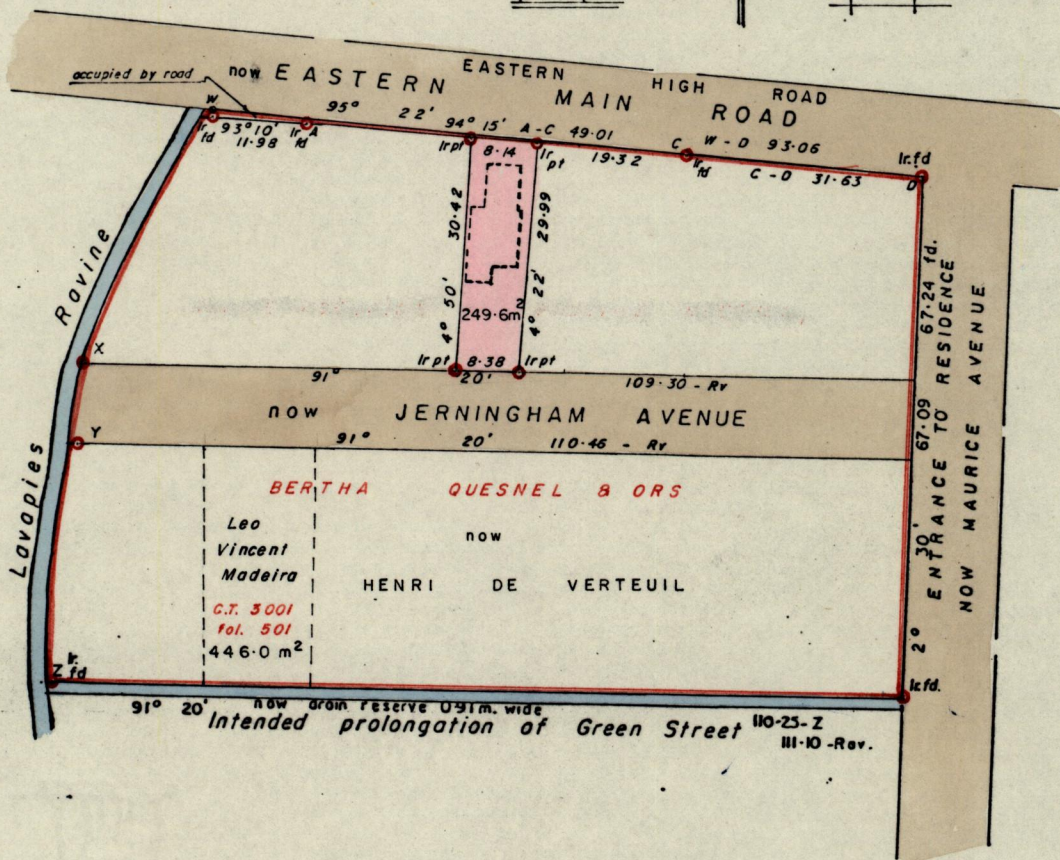 EASTERN HIGH ROAD
now EASTERN MAIN ROAD
occupied by road
W
Ir fd
93° 10'
11.98
Ir fd
A
95° 22'
94° 15'
A-C 49.01
Ir pt
8.14
Ir pt
19.32
C
Ir fd
W-D 93.06
C-D 31.63
Ir. fd
D
Ravine
Lavapies
X
Y
Z
30.42
4° 50'
249.6m²
29.99
4° 22'
Ir pt
8.38
Ir pt
91° 20'
109.30 - Rv
now JERNINGHAM AVENUE
91° 20' 110.46 - Rv
BERTHA QUESNEL & ORS
now
HENRI DE VERTEUIL
Leo
Vincent
Madeira
C.T. 3001
fol. 501
446.0 m²
Ir. fd
2° 30' 67.09
67.24 fd.
ENTRANCE TO RESIDENCE
NOW MAURICE AVENUE
Ir. fd.
91° 20'
now drain reserve 0.91m. wide
Intended prolongation of Green Street
110.25 - Z
111.10 - Rav.